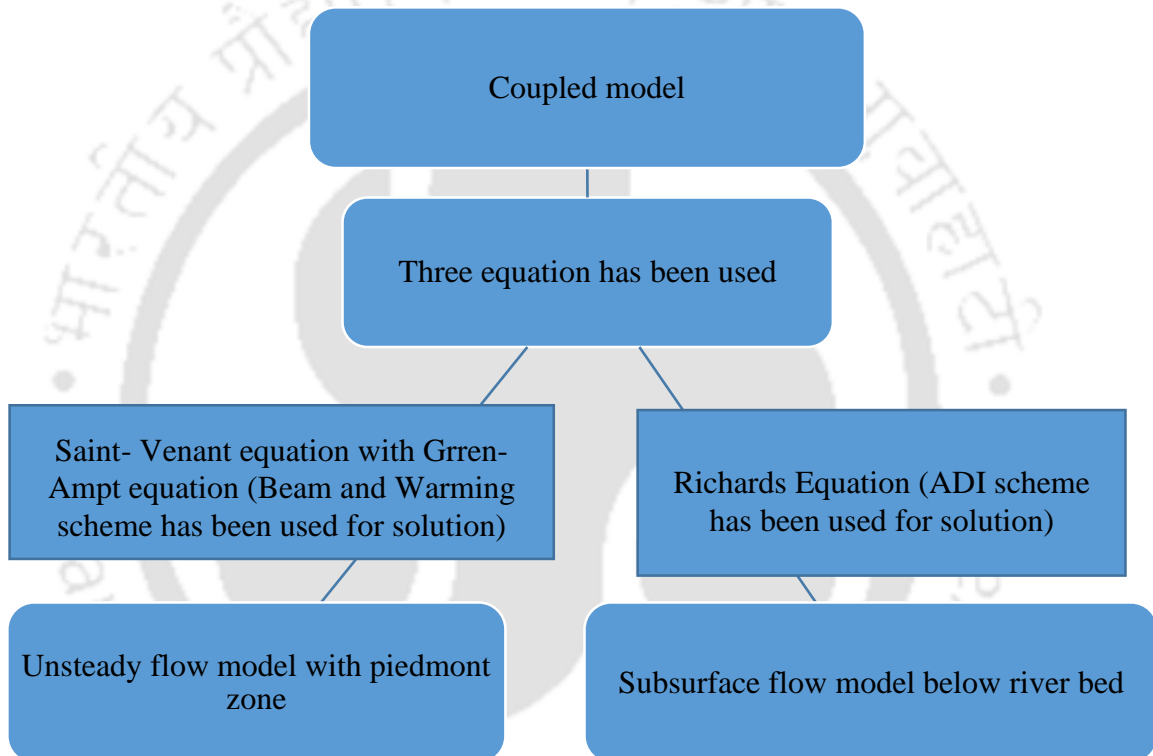 Coupled model
Three equation has been used
Saint- Venant equation with Grren-
Ampt equation (Beam and Warming
scheme has been used for solution)
Richards Equation (ADI scheme
has been used for solution)
Unsteady flow model with piedmont
zone
Subsurface flow model below river bed